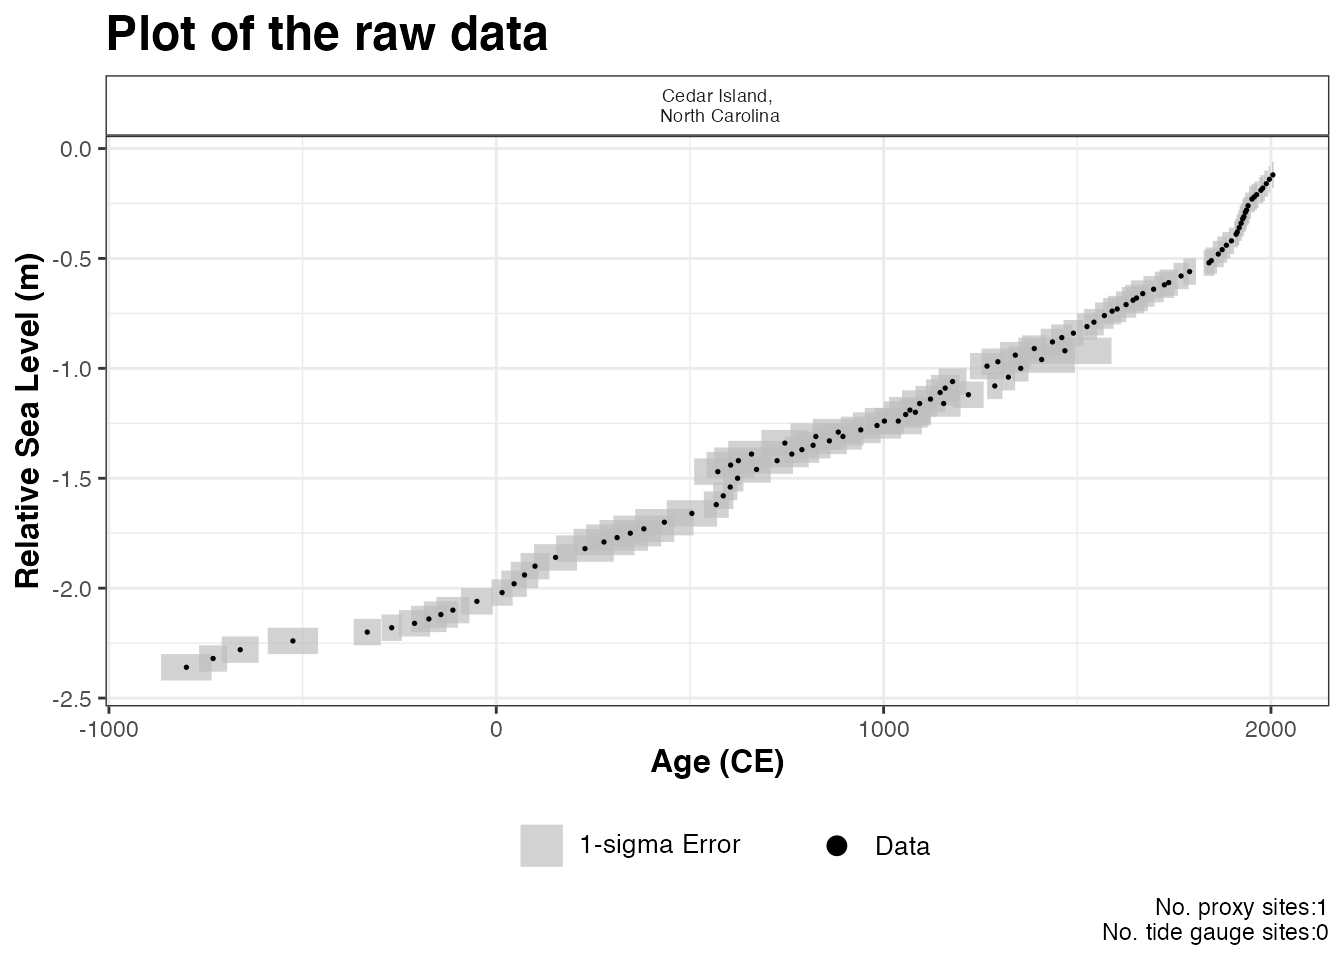 Plot of the raw data
Cedar Island,
North Carolina
0.0
-0.5
-1.0
-1.5
-2.0
-2.5
Relative Sea Level (m)
-1000
0
1000
2000
Age (CE)
1-sigma Error
Data
No. proxy sites:1
No. tide gauge sites:0